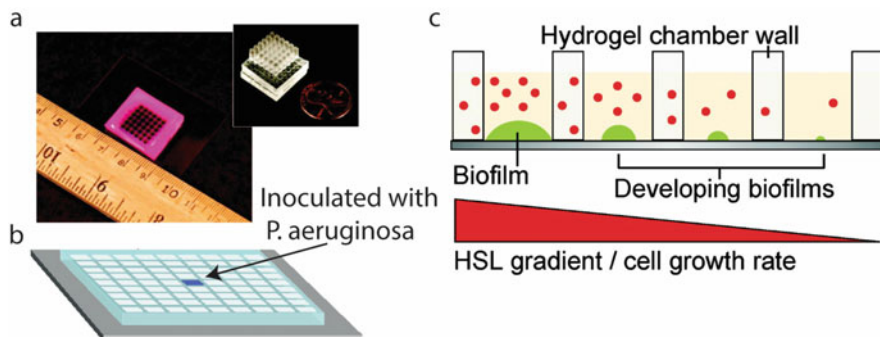 a
b
Inoculated with
P. aeruginosa
c
Hydrogel chamber wall
Biofilm
Developing biofilms
HSL gradient / cell growth rate